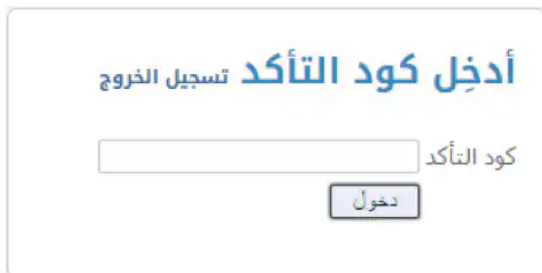 أدخِل كود التأكد تسجيل الخروج
كود التأكد
دخول